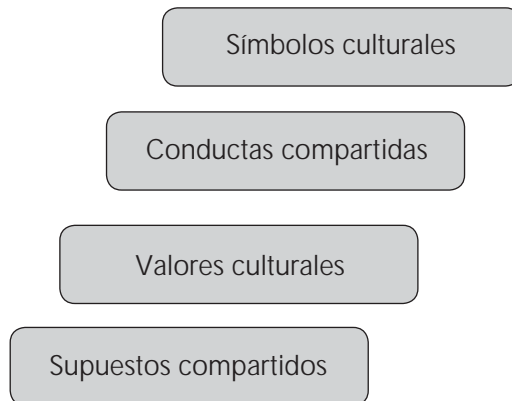 Símbolos culturales
Conductas compartidas
Valores culturales
Supuestos compartidos